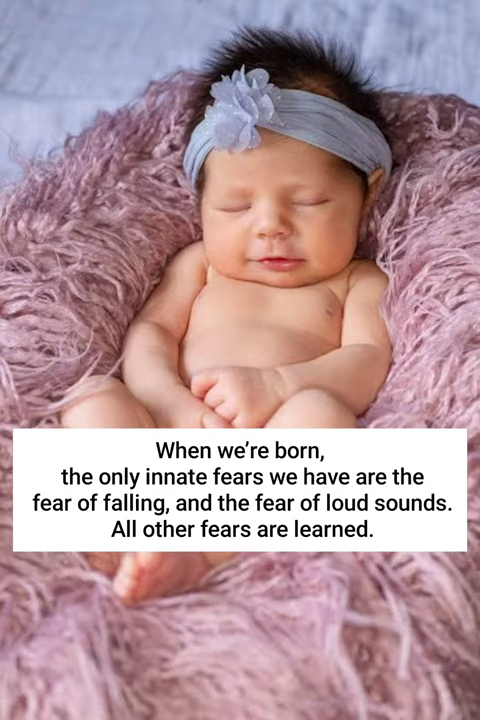 When we’re born,
the only innate fears we have are the
fear of falling, and the fear of loud sounds.
All other fears are learned.